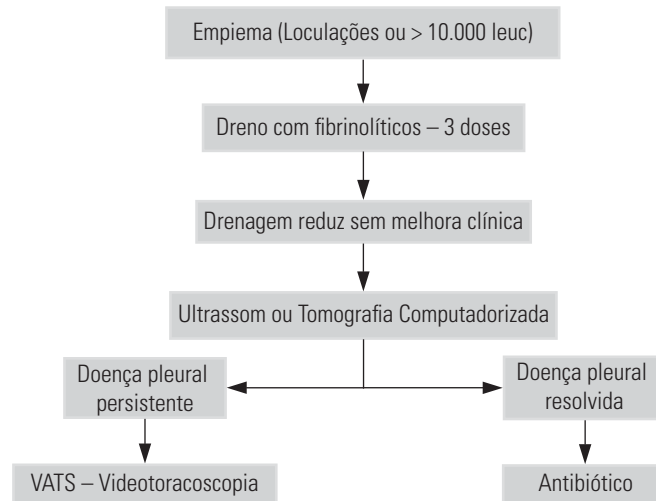 Empiema (Loculações ou > 10.000 leuc)
Dreno com fibrinolíticos – 3 doses
Drenagem reduz sem melhora clínica
Ultrassom ou Tomografia Computadorizada
Doença pleural
persistente
Doença pleural
resolvida
VATS – Videotoracoscopia
Antibiótico